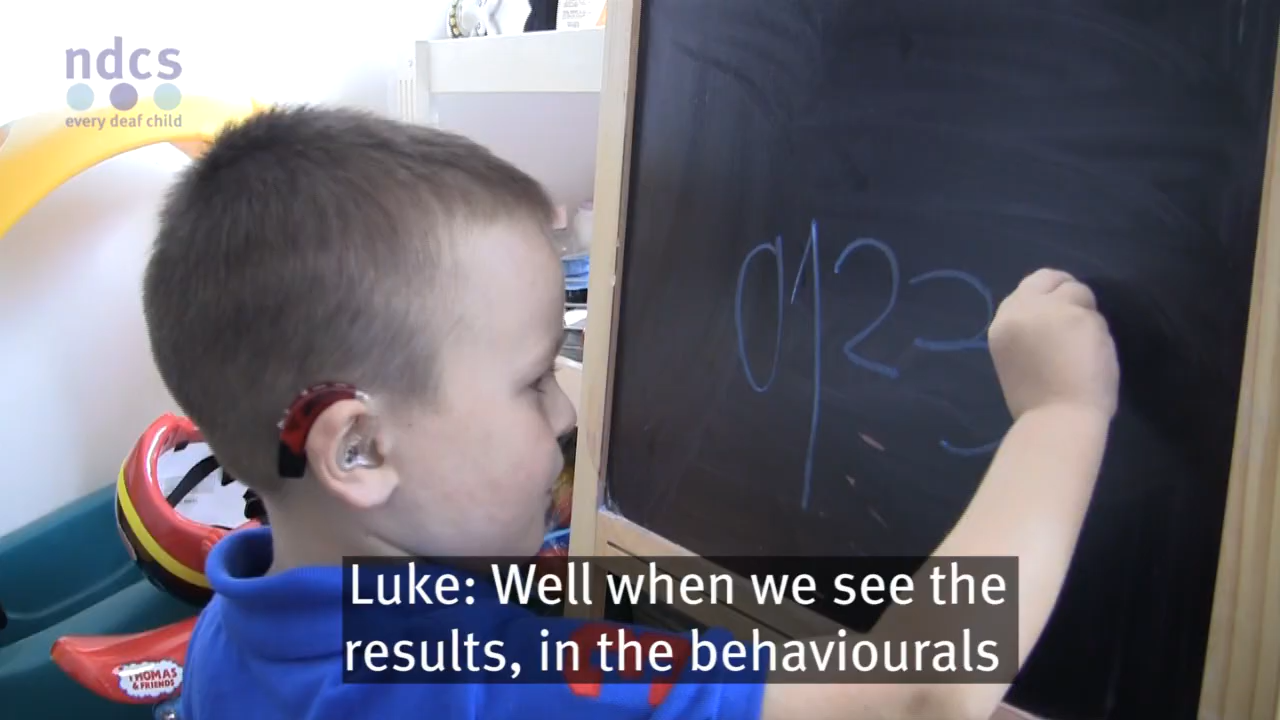 ndcs
every deaf child
0123
THOMAS
& FRIENDS
Luke: Well when we see the
results, in the behaviourals